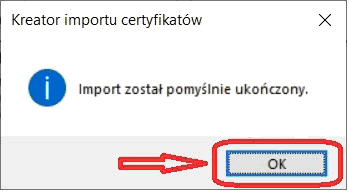 Kreator importu certyfikatów
Import został pomyślnie ukończony.
OK